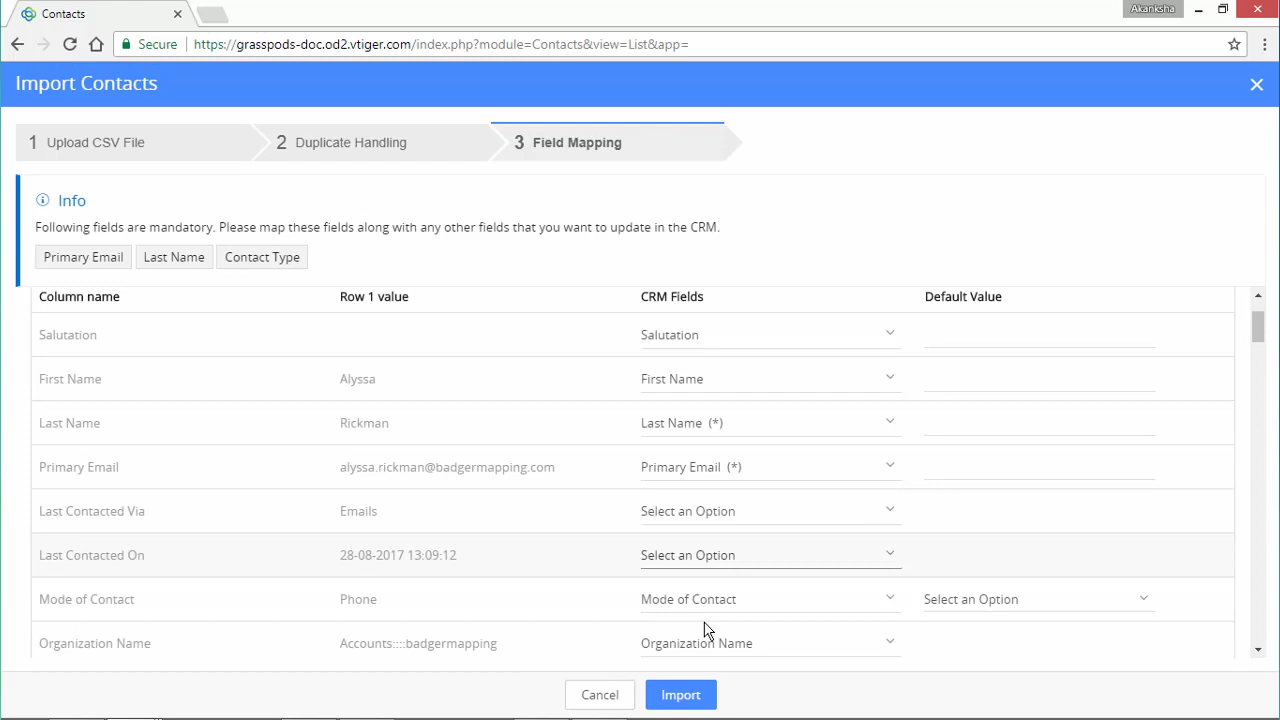 Contacts
Akanksha
Secure https://grasspods-doc.od2.vtiger.com/index.php?module=Contacts&view=List&app=
Import Contacts
1 Upload CSV File 2 Duplicate Handling 3 Field Mapping
Info
Following fields are mandatory. Please map these fields along with any other fields that you want to update in the CRM.
Primary Email Last Name Contact Type
Column name Row 1 value CRM Fields Default Value
Salutation Salutation
First Name Alyssa First Name
Last Name Rickman Last Name (*)
Primary Email alyssa.rickman@badgermapping.com Primary Email (*)
Last Contacted Via Emails Select an Option
Last Contacted On 28-08-2017 13:09:12 Select an Option
Mode of Contact Phone Mode of Contact Select an Option
Organization Name Accounts::::badgermapping Organization Name
Cancel Import